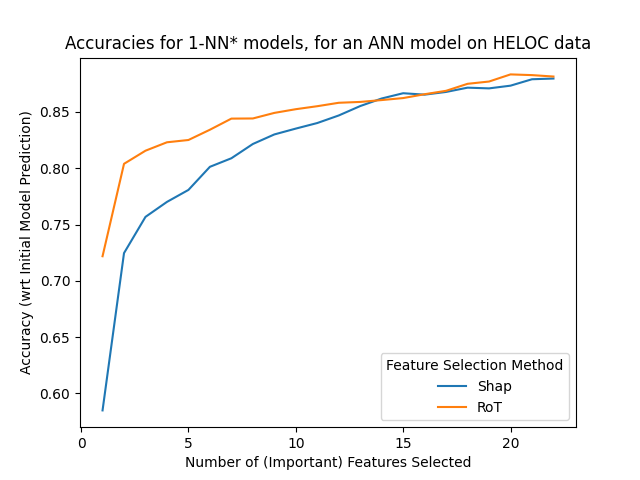 Accuracies for 1-NN* models, for an ANN model on HELOC data
Accuracy (wrt Initial Model Prediction)
0.85
0.80
0.75
0.70
0.65
0.60
Feature Selection Method
Shap
RoT
0 5 10 15 20
Number of (Important) Features Selected